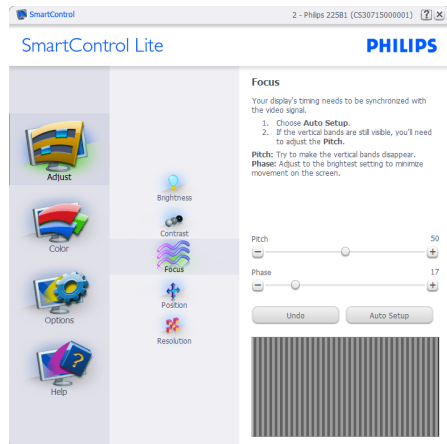 SmartControl
2 - Philips 225B1 (CS30715000001)
SmartControl Lite
PHILIPS
Adjust
Color
Options
Help
Brightness
Contrast
Focus
Position
Resolution
Focus
Your display's timing needs to be synchronized with
the video signal.
1. Choose Auto Setup.
2. If the vertical bands are still visible, you'll need
to adjust the Pitch.
Pitch: Try to make the vertical bands disappear.
Phase: Adjust to the brightest setting to minimize
movement on the screen.
Pitch 50
Phase 17
Undo Auto Setup